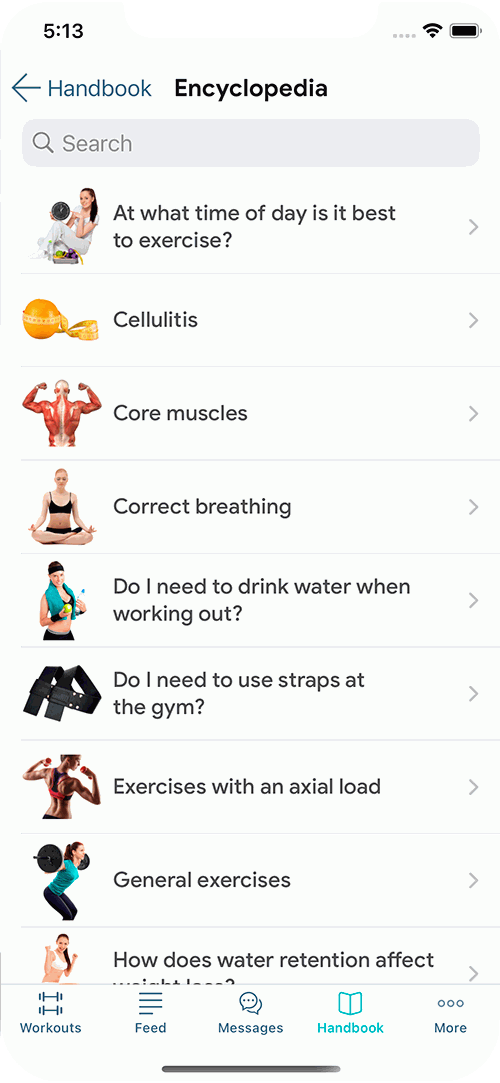 5:13
Handbook Encyclopedia
Search
At what time of day is it best
to exercise?
Cellulitis
Core muscles
Correct breathing
Do I need to drink water when
working out?
Do I need to use straps at
the gym?
Exercises with an axial load
General exercises
How does water retention affect
weight loss?
Workouts Feed Messages Handbook More